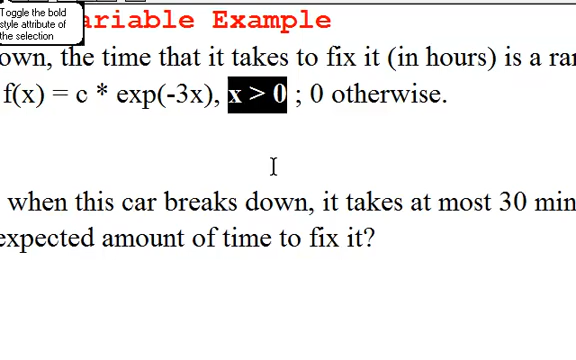 Toggle the bold
style attribute of
the selection
ariable Example
own, the time that it takes to fix it (in hours) is a ran
f(x) = c * exp(-3x), x > 0 ; 0 otherwise.
when this car breaks down, it takes at most 30 min
expected amount of time to fix it?